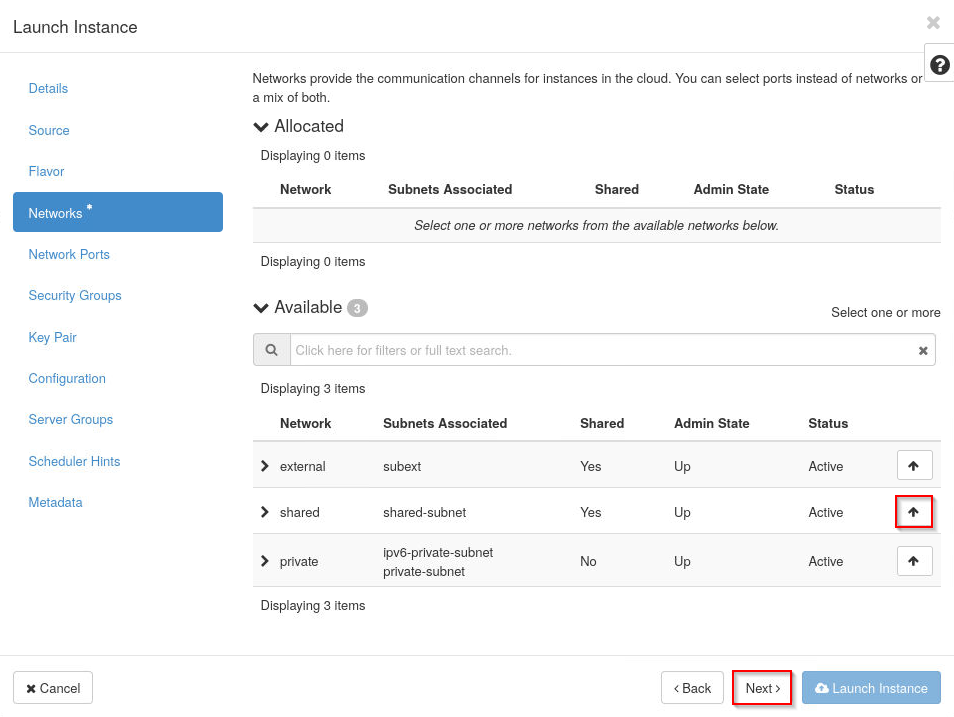 Launch Instance
Details
Source
Flavor
Networks *
Network Ports
Security Groups
Key Pair
Configuration
Server Groups
Scheduler Hints
Metadata
Networks provide the communication channels for instances in the cloud. You can select ports instead of networks or
a mix of both.
Allocated
Displaying 0 items
Network Subnets Associated Shared Admin State Status
Select one or more networks from the available networks below.
Displaying 0 items
Available 3
Select one or more
Click here for filters or full text search.
Displaying 3 items
Network Subnets Associated Shared Admin State Status
external subext Yes Up Active
shared shared-subnet Yes Up Active
private ipv6-private-subnet No Up Active
private-subnet
Displaying 3 items
Cancel
‹ Back
Next ›
Launch Instance